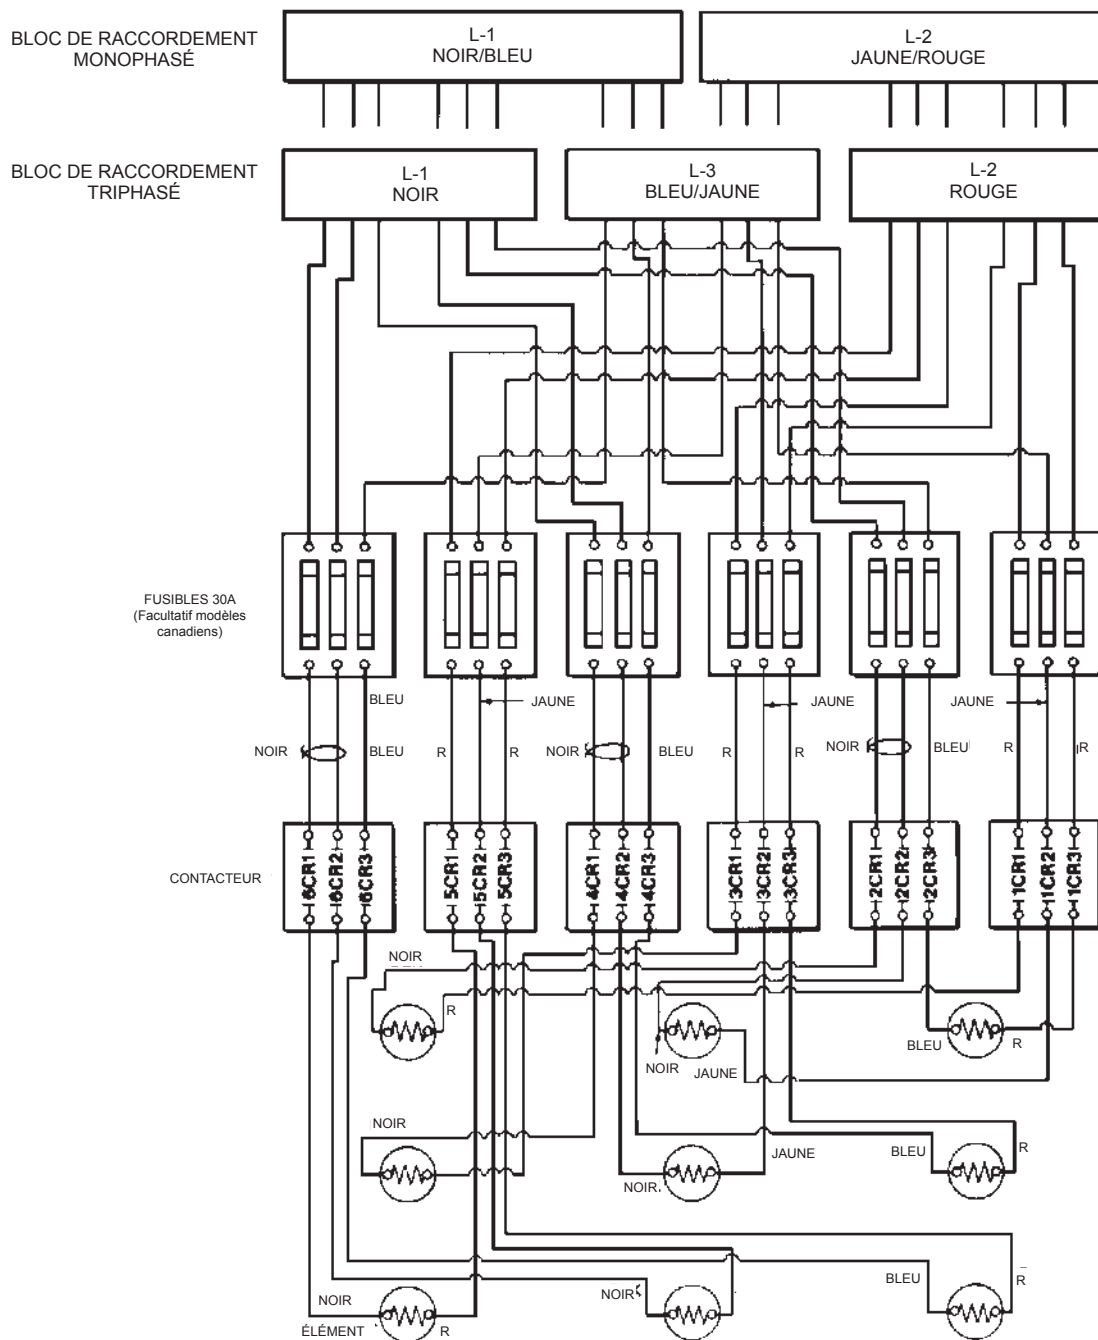 BLOC DE RACCORDEMENT
MONOPHASÉ
L-1
NOIR/BLEU
L-2
JAUNE/ROUGE
BLOC DE RACCORDEMENT
TRIPHASÉ
L-1
NOIR
L-3
BLEU/JAUNE
L-2
ROUGE
FUSIBLES 30A
(Facultatif modèles
canadiens)
BLEU
JAUNE
JAUNE
JAUNE
NOIR
BLEU
R
R
NOIR
BLEU
R
R
NOIR
BLEU
R
R
CONTACTEUR
6CR1
6CR2
6CR3
5CR1
5CR2
5CR3
4CR1
4CR2
4CR3
3CR1
3CR2
3CR3
2CR1
2CR2
2CR3
1CR1
1CR2
1CR3
NOIR
R
NOIR
JAUNE
BLEU
R
NOIR
NOIR
JAUNE
BLEU
R
NOIR
ÉLÉMENT
R
NOIR
BLEU
R